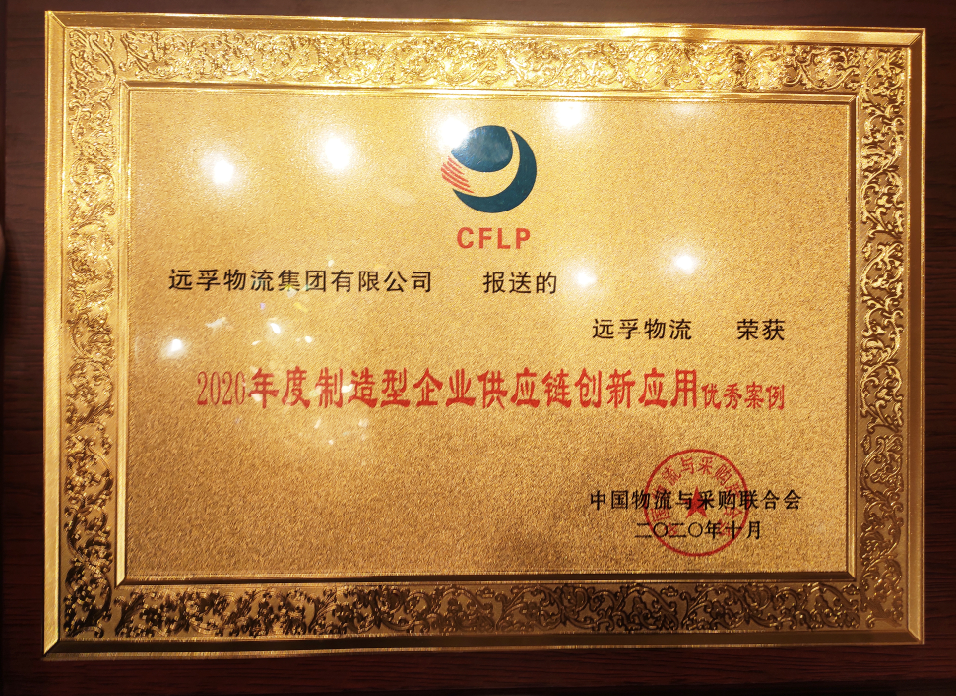 CFLP
远孚物流集团有限公司 报送的
远孚物流 荣获
2020年度制造型企业供应链创新应用优秀案例
中国物流与采购联合会
二〇二〇年十月